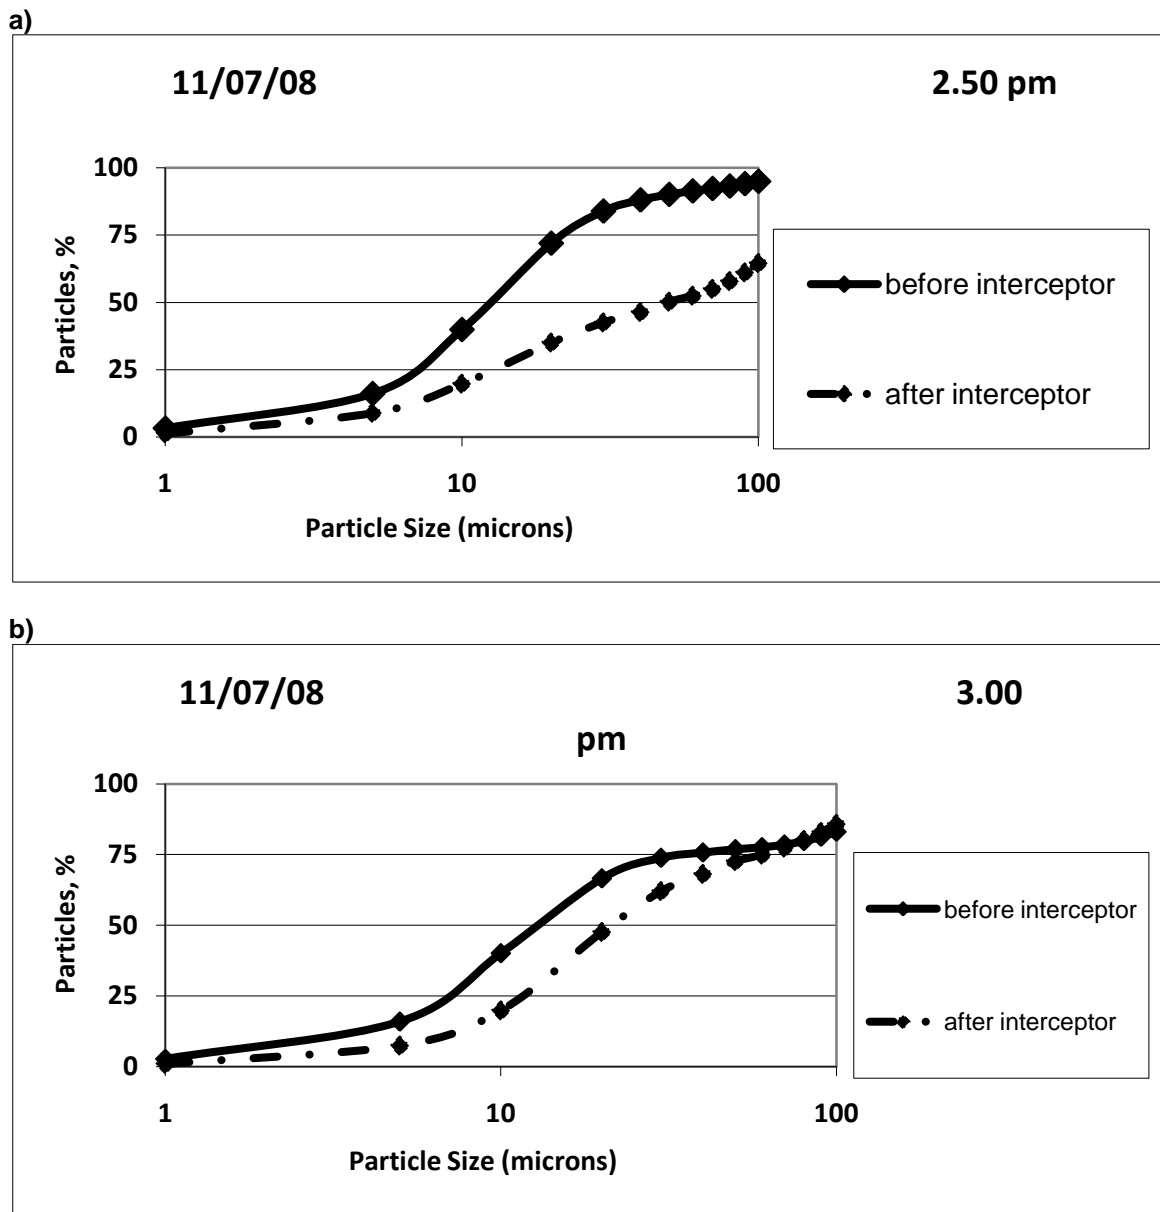 a)
11/07/08 2.50 pm
100
75
50
25
0
Particles, %
1 10 100
Particle Size (microns)
before interceptor
after interceptor
b)
11/07/08 3.00
pm
100
75
50
25
0
Particles, %
1 10 100
Particle Size (microns)
before interceptor
after interceptor